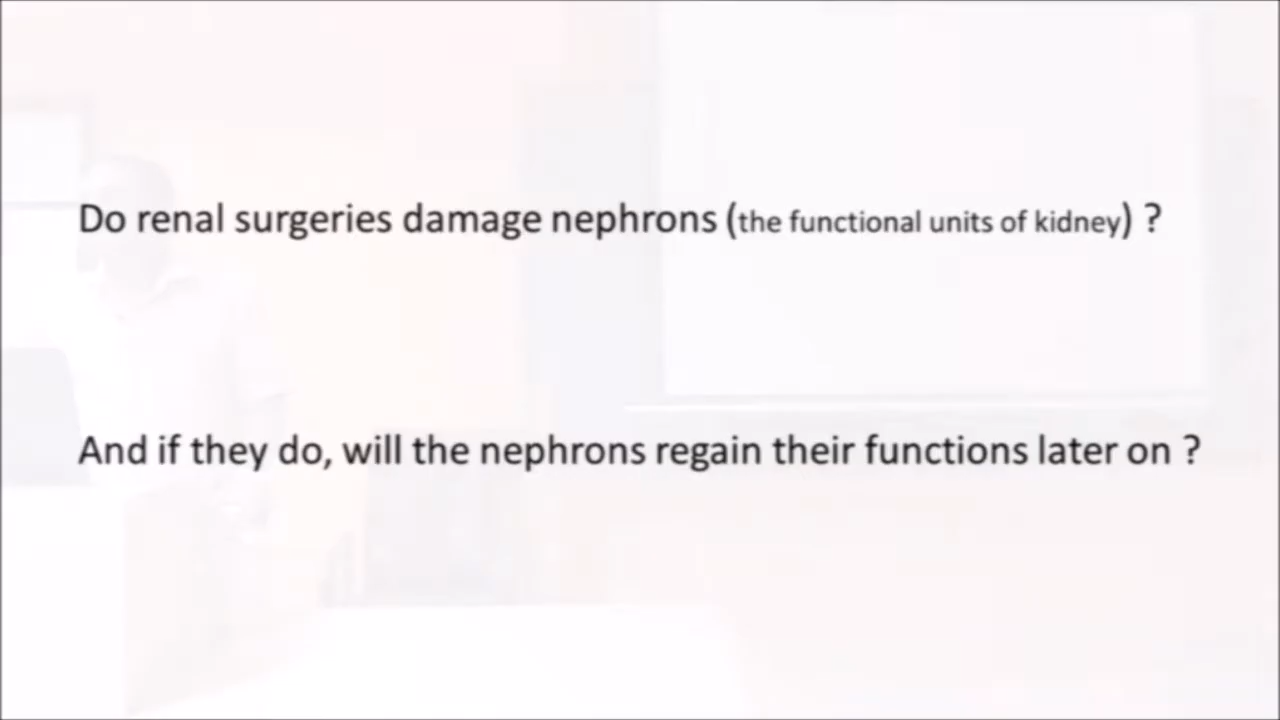 Do renal surgeries damage nephrons (the functional units of kidney) ?
And if they do, will the nephrons regain their functions later on ?